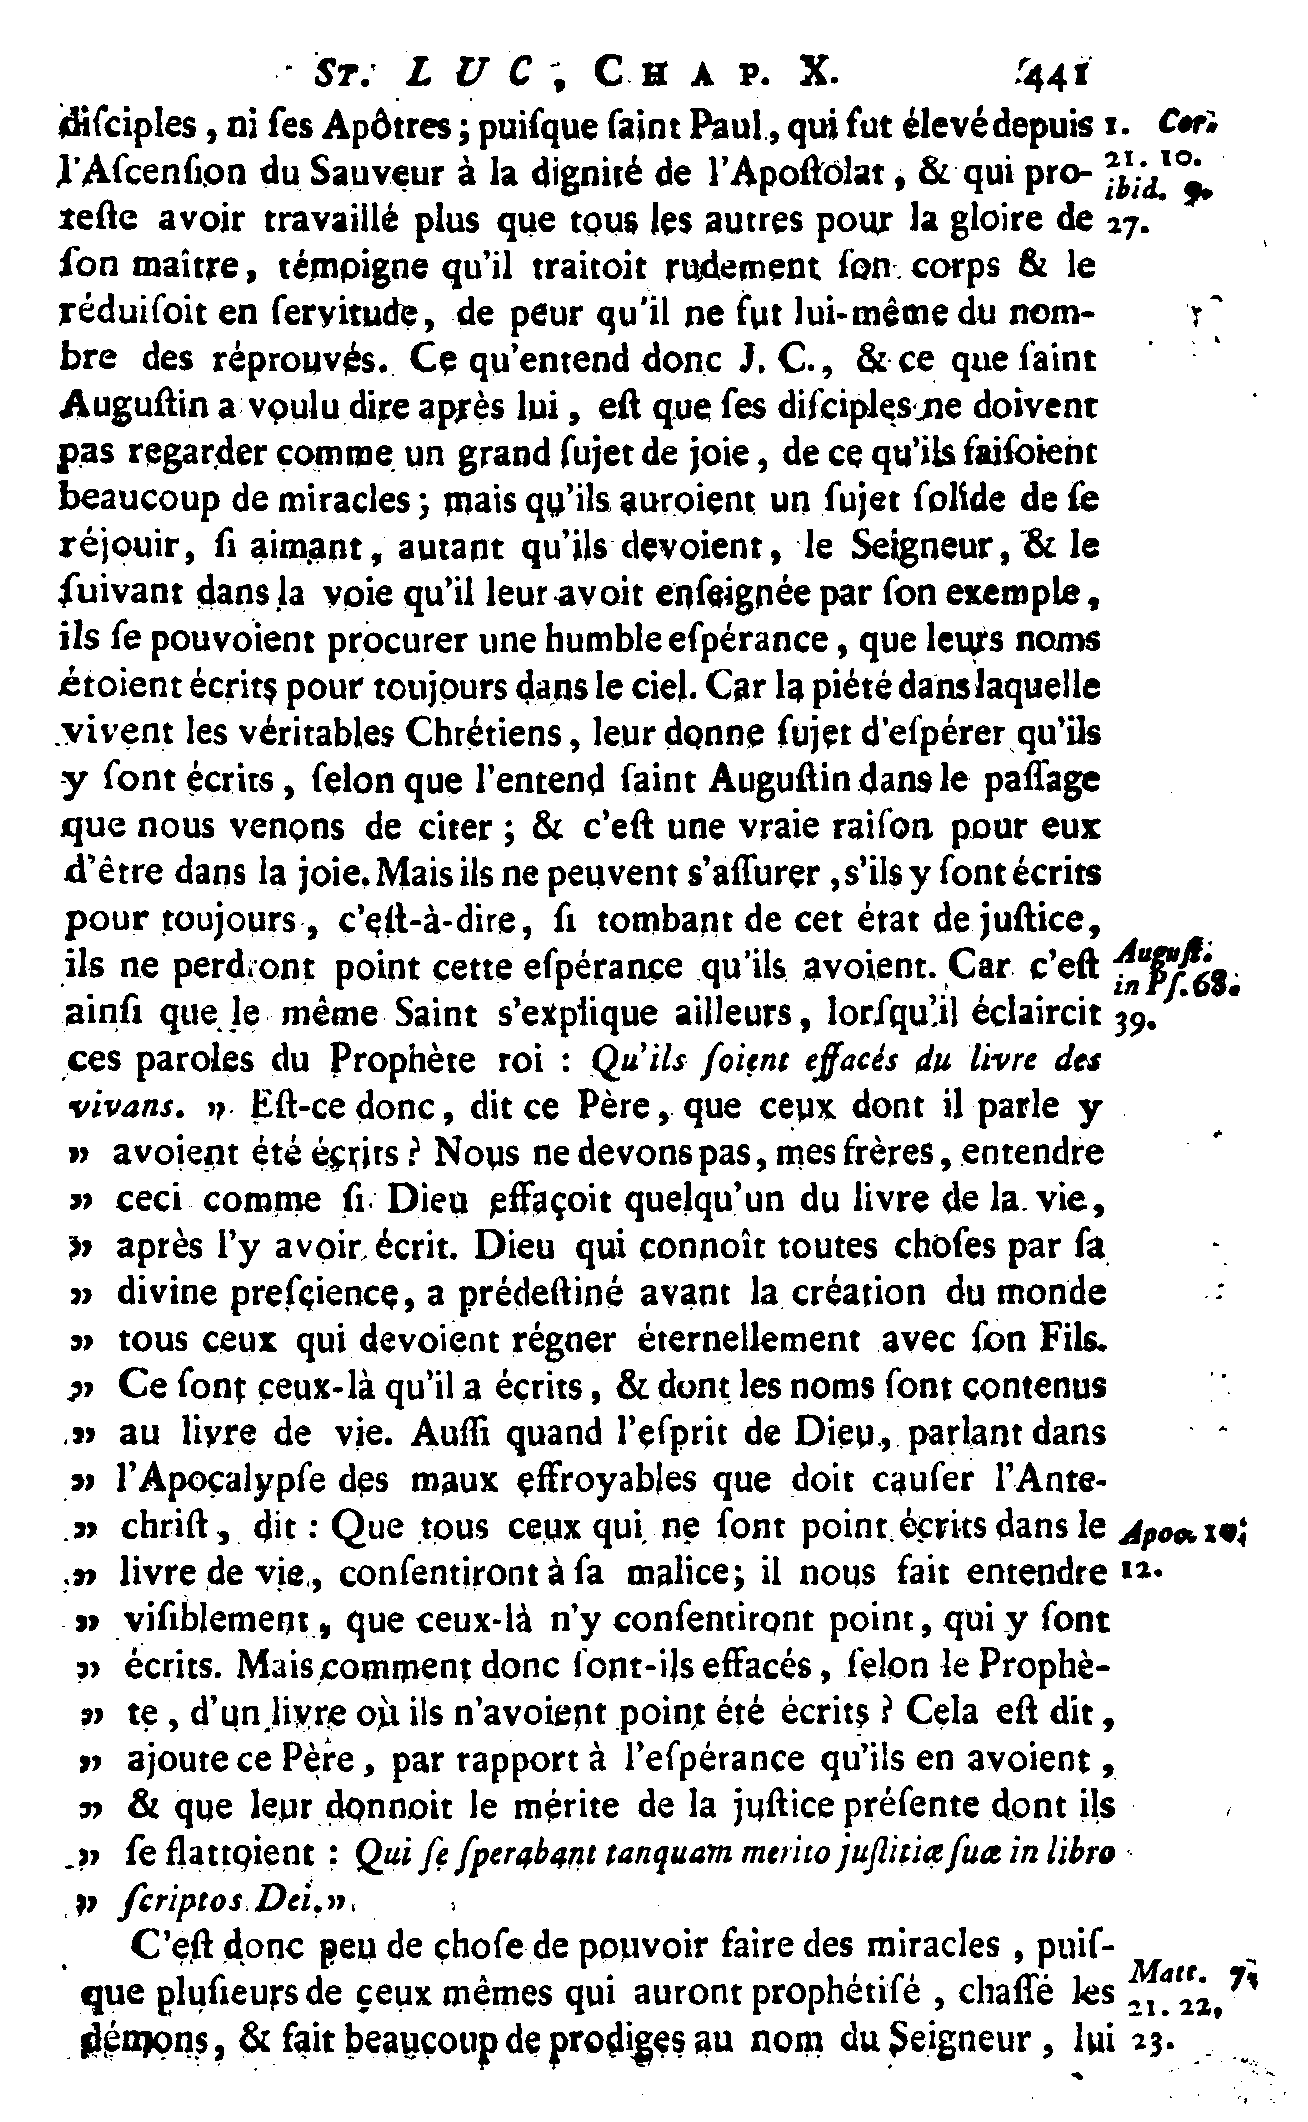 ST. LUC, CHAP. X. 441
diſciples, ni ſes Apôtres; puiſque ſaint Paul, qui fut élevé depuis
l'Aſcenſion du Sauveur à la dignité de l'Apoſtolat, & qui pro-
teſte avoir travaillé plus que tous les autres pour la gloire de
ſon maître, témoigne qu'il traitoit rudement ſon corps & le
réduiſoit en ſervitude, de peur qu'il ne fut lui-même du nom-
bre des réprouvés. Ce qu'entend donc J. C., & ce que ſaint
Auguſtin a voulu dire après lui, eſt que ſes diſciples ne doivent
pas regarder comme un grand ſujet de joie, de ce qu'ils faiſoient
beaucoup de miracles; mais qu'ils auroient un ſujet ſolide de ſe
réjouir, ſi aimant, autant qu'ils devoient, le Seigneur, & le
ſuivant dans la voie qu'il leur avoit enſeignée par ſon exemple,
ils ſe pouvoient procurer une humble eſpérance, que leurs noms
étoient écrits pour toujours dans le ciel. Car la piété dans laquelle
vivent les véritables Chrétiens, leur donne ſujet d'eſpérer qu'ils
y ſont écrits, ſelon que l'entend ſaint Auguſtin dans le paſſage
que nous venons de citer; & c'eſt une vraie raiſon pour eux
d'être dans la joie. Mais ils ne peuvent s'aſſurer, s'ils y ſont écrits
pour toujours, c'eſt-à-dire, ſi tombant de cet état de juſtice,
ils ne perdront point cette eſpérance qu'ils avoient. Car c'eſt
ainſi que le même Saint s'explique ailleurs, lorſqu'il éclaircit
ces paroles du Prophète roi : Qu'ils ſoient effacés du livre des
vivans. » Eſt-ce donc, dit ce Père, que ceux dont il parle y
» avoient été écrits? Nous ne devons pas, mes frères, entendre
» ceci comme ſi Dieu effaçoit quelqu'un du livre de la vie,
» après l'y avoir écrit. Dieu qui connoît toutes choſes par ſa
» divine preſcience, a prédeſtiné avant la création du monde
» tous ceux qui devoient régner éternellement avec ſon Fils.
» Ce ſont ceux-là qu'il a écrits, & dont les noms ſont contenus
» au livre de vie. Auſſi quand l'eſprit de Dieu, parlant dans
» l'Apocalypſe des maux effroyables que doit cauſer l'Ante-
» chriſt, dit : Que tous ceux qui ne ſont point écrits dans le
» livre de vie, conſentiront à ſa malice; il nous fait entendre
» viſiblement, que ceux-là n'y conſentiront point, qui y ſont
» écrits. Mais comment donc ſont-ils effacés, ſelon le Prophè-
» te, d'un livre où ils n'avoient point été écrits? Cela eſt dit,
» ajoute ce Père, par rapport à l'eſpérance qu'ils en avoient,
» & que leur donnoit le mérite de la juſtice préſente dont ils
» ſe flattoient : Qui ſe ſperabant tanquam merito juſtitiæ ſuæ in libro
» ſcriptos Dei. ».
C'eſt donc peu de choſe de pouvoir faire des miracles, puiſ-
que pluſieurs de ceux mêmes qui auront prophétiſé, chaſſé les
démons, & fait beaucoup de prodiges au nom du Seigneur, lui
1. Cor.
21. 10.
ibid. 9.
27.
Auguſt.
in Pſ. 68.
39.
Apoc.
12.
Matt. 7.
21. 22,
23.